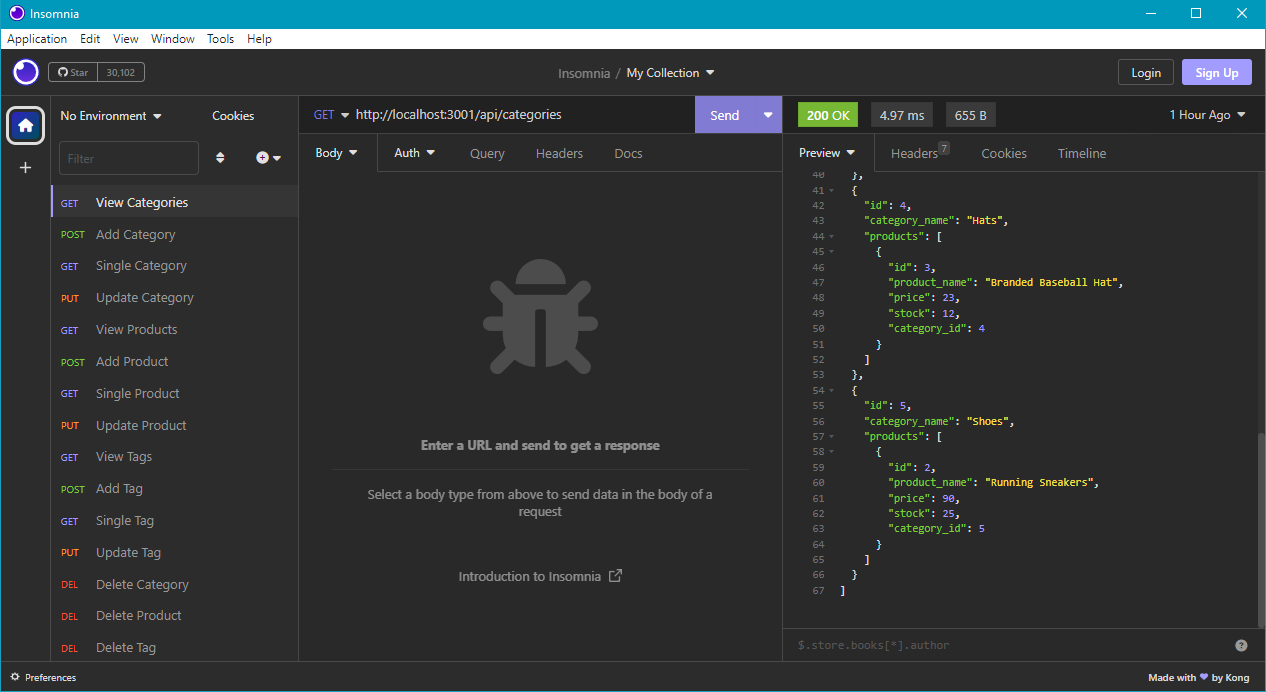 Insomnia
Application Edit View Window Tools Help
Star 30,102
Insomnia / My Collection
Login Sign Up
No Environment Cookies
Filter
GET View Categories
POST Add Category
GET Single Category
PUT Update Category
GET View Products
POST Add Product
GET Single Product
PUT Update Product
GET View Tags
POST Add Tag
GET Single Tag
PUT Update Tag
DEL Delete Category
DEL Delete Product
DEL Delete Tag
GET http://localhost:3001/api/categories Send
Body Auth Query Headers Docs
Enter a URL and send to get a response
Select a body type from above to send data in the body of a
request
Introduction to Insomnia
200 OK 4.97 ms 655 B 1 Hour Ago
Preview Headers 7 Cookies Timeline
40 },
41 {
42 "id": 4,
43 "category_name": "Hats",
44 "products": [
45 {
46 "id": 3,
47 "product_name": "Branded Baseball Hat",
48 "price": 23,
49 "stock": 12,
50 "category_id": 4
51 }
52 ]
53 },
54 {
55 "id": 5,
56 "category_name": "Shoes",
57 "products": [
58 {
59 "id": 2,
60 "product_name": "Running Sneakers",
61 "price": 90,
62 "stock": 25,
63 "category_id": 5
64 }
65 ]
66 }
67 ]
$.store.books[*].author ?
Preferences
Made with ♥ by Kong